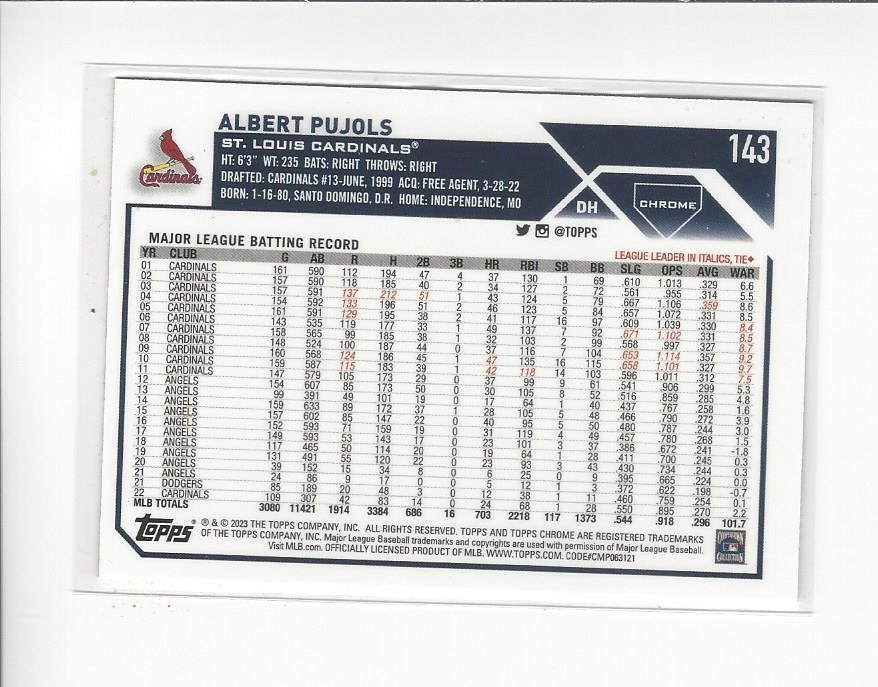 ALBERT PUJOLS
ST. LOUIS CARDINALS®
HT: 6'3" WT: 235 BATS: RIGHT THROWS: RIGHT
DRAFTED: CARDINALS #13-JUNE, 1999 ACQ: FREE AGENT, 3-28-22
BORN: 1-16-80, SANTO DOMINGO, D.R. HOME: INDEPENDENCE, MO
Cardinals
143
DH
CHROME
@TOPPS
MAJOR LEAGUE BATTING RECORD
LEAGUE LEADER IN ITALICS, TIE♦
YR CLUB G AB R H 2B 3B HR RBI SB BB SLG OPS AVG WAR
01 CARDINALS 161 590 112 194 47 4 37 130 1 69 .610 1.013 .329 6.6
02 CARDINALS 157 590 118 185 40 2 34 127 2 72 .561 .955 .314 5.5
03 CARDINALS 157 591 137 212 51 1 43 124 5 79 .667 1.106 .359 8.6
04 CARDINALS 154 592 133 196 51 2 46 123 5 84 .657 1.072 .331 8.5
05 CARDINALS 161 591 129 195 38 2 41 117 16 97 .609 1.039 .330 8.4
06 CARDINALS 143 535 119 177 33 1 49 137 7 92 .671 1.102 .331 8.5
07 CARDINALS 158 565 99 185 38 1 32 103 2 99 .568 .997 .327 8.7
08 CARDINALS 148 524 100 187 44 0 37 116 7 104 .653 1.114 .357 9.2
09 CARDINALS 160 568 124 186 45 1 47 135 16 115 .658 1.101 .327 9.7
10 CARDINALS 159 587 115 183 39 1 42 118 14 103 .596 1.011 .312 7.5
11 CARDINALS 147 579 105 173 29 0 37 99 9 61 .541 .906 .299 5.3
12 ANGELS 154 607 85 173 50 0 30 105 8 52 .516 .859 .285 4.8
13 ANGELS 99 391 49 101 19 0 17 64 1 40 .437 .767 .258 1.6
14 ANGELS 159 633 89 172 37 1 28 105 5 48 .466 .790 .272 3.9
15 ANGELS 157 602 85 147 22 0 40 95 5 50 .480 .787 .244 3.0
16 ANGELS 152 593 71 159 19 0 31 119 4 49 .457 .780 .268 1.5
17 ANGELS 149 593 53 143 17 0 23 101 3 37 .386 .672 .241 -1.8
18 ANGELS 117 465 50 114 20 0 19 64 1 28 .411 .700 .245 0.3
19 ANGELS 131 491 55 120 22 0 23 93 3 43 .430 .734 .244 0.3
20 ANGELS 39 152 15 34 8 0 6 25 0 9 .395 .665 .224 0.0
21 ANGELS 24 86 9 17 0 0 5 12 1 3 .372 .622 .198 -0.7
21 DODGERS 85 189 20 48 3 0 12 38 1 11 .460 .759 .254 0.1
22 CARDINALS 109 307 42 83 14 0 24 68 1 28 .550 .895 .270 2.2
MLB TOTALS 3080 11421 1914 3384 686 16 703 2218 117 1373 .544 .918 .296 101.7
topps
® & © 2023 THE TOPPS COMPANY, INC. ALL RIGHTS RESERVED. TOPPS AND TOPPS CHROME ARE REGISTERED TRADEMARKS
OF THE TOPPS COMPANY, INC. Major League Baseball trademarks and copyrights are used with permission of Major League Baseball.
Visit MLB.com. OFFICIALLY LICENSED PRODUCT OF MLB. WWW.TOPPS.COM. CODE#CMP063121